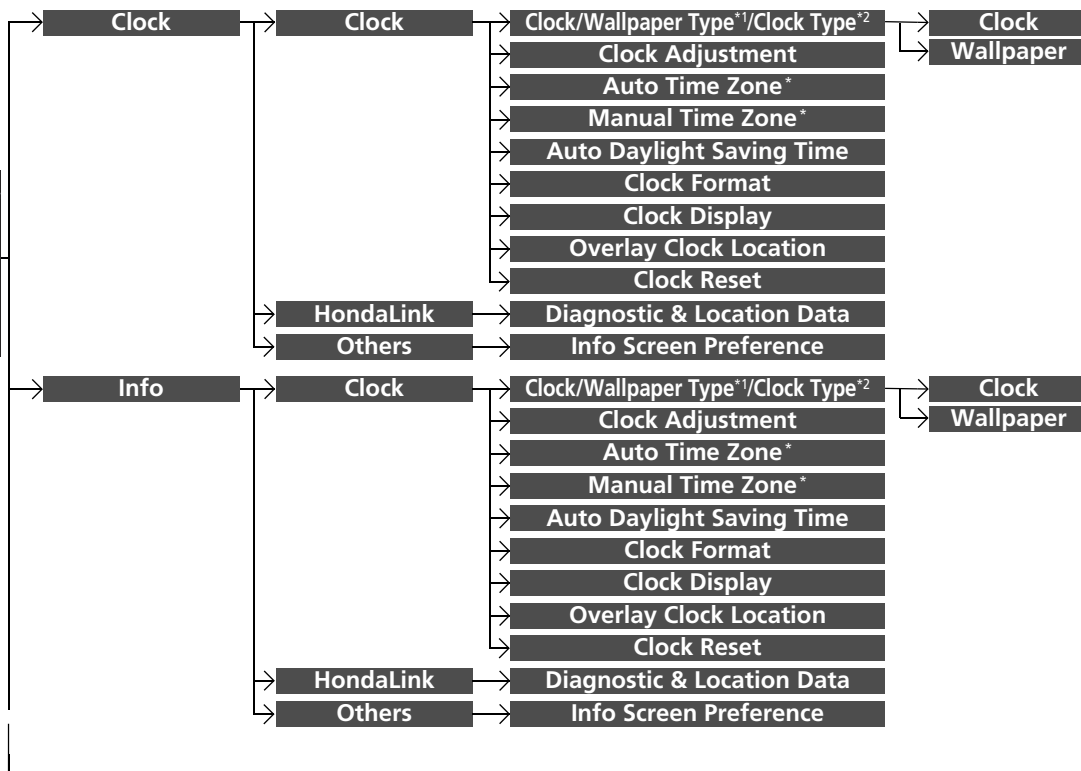 Clock Clock Clock/Wallpaper Type*1/Clock Type*2 Clock
Clock Adjustment Wallpaper
Auto Time Zone*
Manual Time Zone*
Auto Daylight Saving Time
Clock Format
Clock Display
Overlay Clock Location
Clock Reset
HondaLink Diagnostic & Location Data
Others Info Screen Preference
Info Clock Clock/Wallpaper Type*1/Clock Type*2 Clock
Clock Adjustment Wallpaper
Auto Time Zone*
Manual Time Zone*
Auto Daylight Saving Time
Clock Format
Clock Display
Overlay Clock Location
Clock Reset
HondaLink Diagnostic & Location Data
Others Info Screen Preference